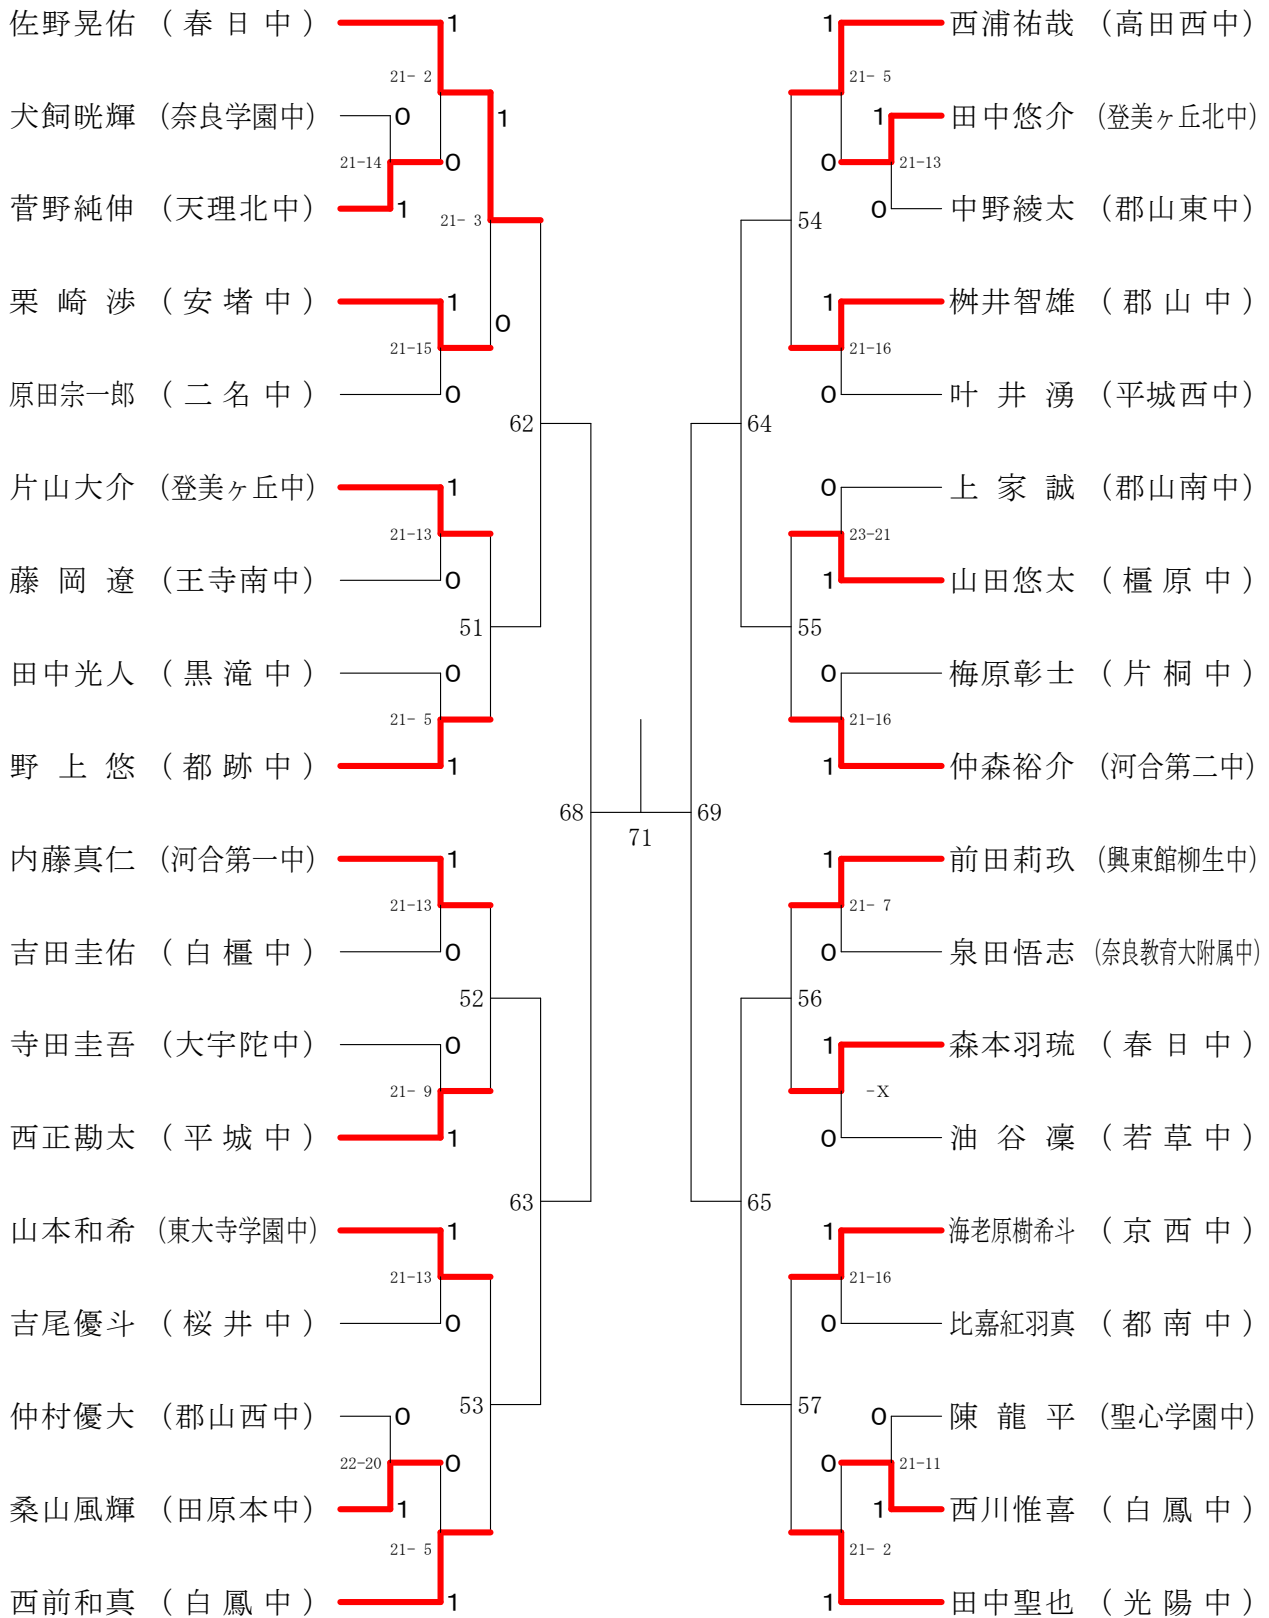 佐野晃佑 （春日中） 1
21- 2
犬飼晄輝 （奈良学園中） 0
1
21-14
0
菅野純伸 （天理北中） 1
21- 3
栗崎渉 （安堵中） 1
0
21-15
原田宗一郎 （二名中） 0
62
片山大介 （登美ヶ丘中） 1
21-13
藤岡遼 （王寺南中） 0
51
田中光人 （黒滝中） 0
21- 5
野上悠 （都跡中） 1
68
内藤真仁 （河合第一中） 1
21-13
吉田圭佑 （白橿中） 0
52
寺田圭吾 （大宇陀中） 0
21- 9
西正勘太 （平城中） 1
63
山本和希 （東大寺学園中） 1
21-13
吉尾優斗 （桜井中） 0
仲村優大 （郡山西中） 0
53
22-20
0
桑山風輝 （田原本中） 1
21- 5
西前和真 （白鳳中） 1
71
1 西浦祐哉 （高田西中）
21- 5
1 田中悠介 （登美ヶ丘北中）
0
21-13
0 中野綾太 （郡山東中）
54
1 桝井智雄 （郡山中）
21-16
0 叶井湧 （平城西中）
64
0 上家誠 （郡山南中）
23-21
1 山田悠太 （橿原中）
55
0 梅原彰士 （片桐中）
21-16
1 仲森裕介 （河合第二中）
69
1 前田莉玖 （興東館柳生中）
21- 7
0 泉田悟志 （奈良教育大附属中）
56
1 森本羽琉 （春日中）
-X
0 油谷凜 （若草中）
65
1 海老原樹希斗 （京西中）
21-16
0 比嘉紅羽真 （都南中）
57
0 陳龍平 （聖心学園中）
0
21-11
1 西川惟喜 （白鳳中）
21- 2
1 田中聖也 （光陽中）